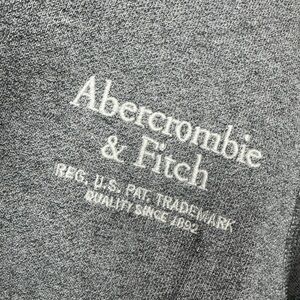 Abercrombie
& Fitch
REG. U.S. PAT. TRADEMARK
QUALITY SINCE 1892